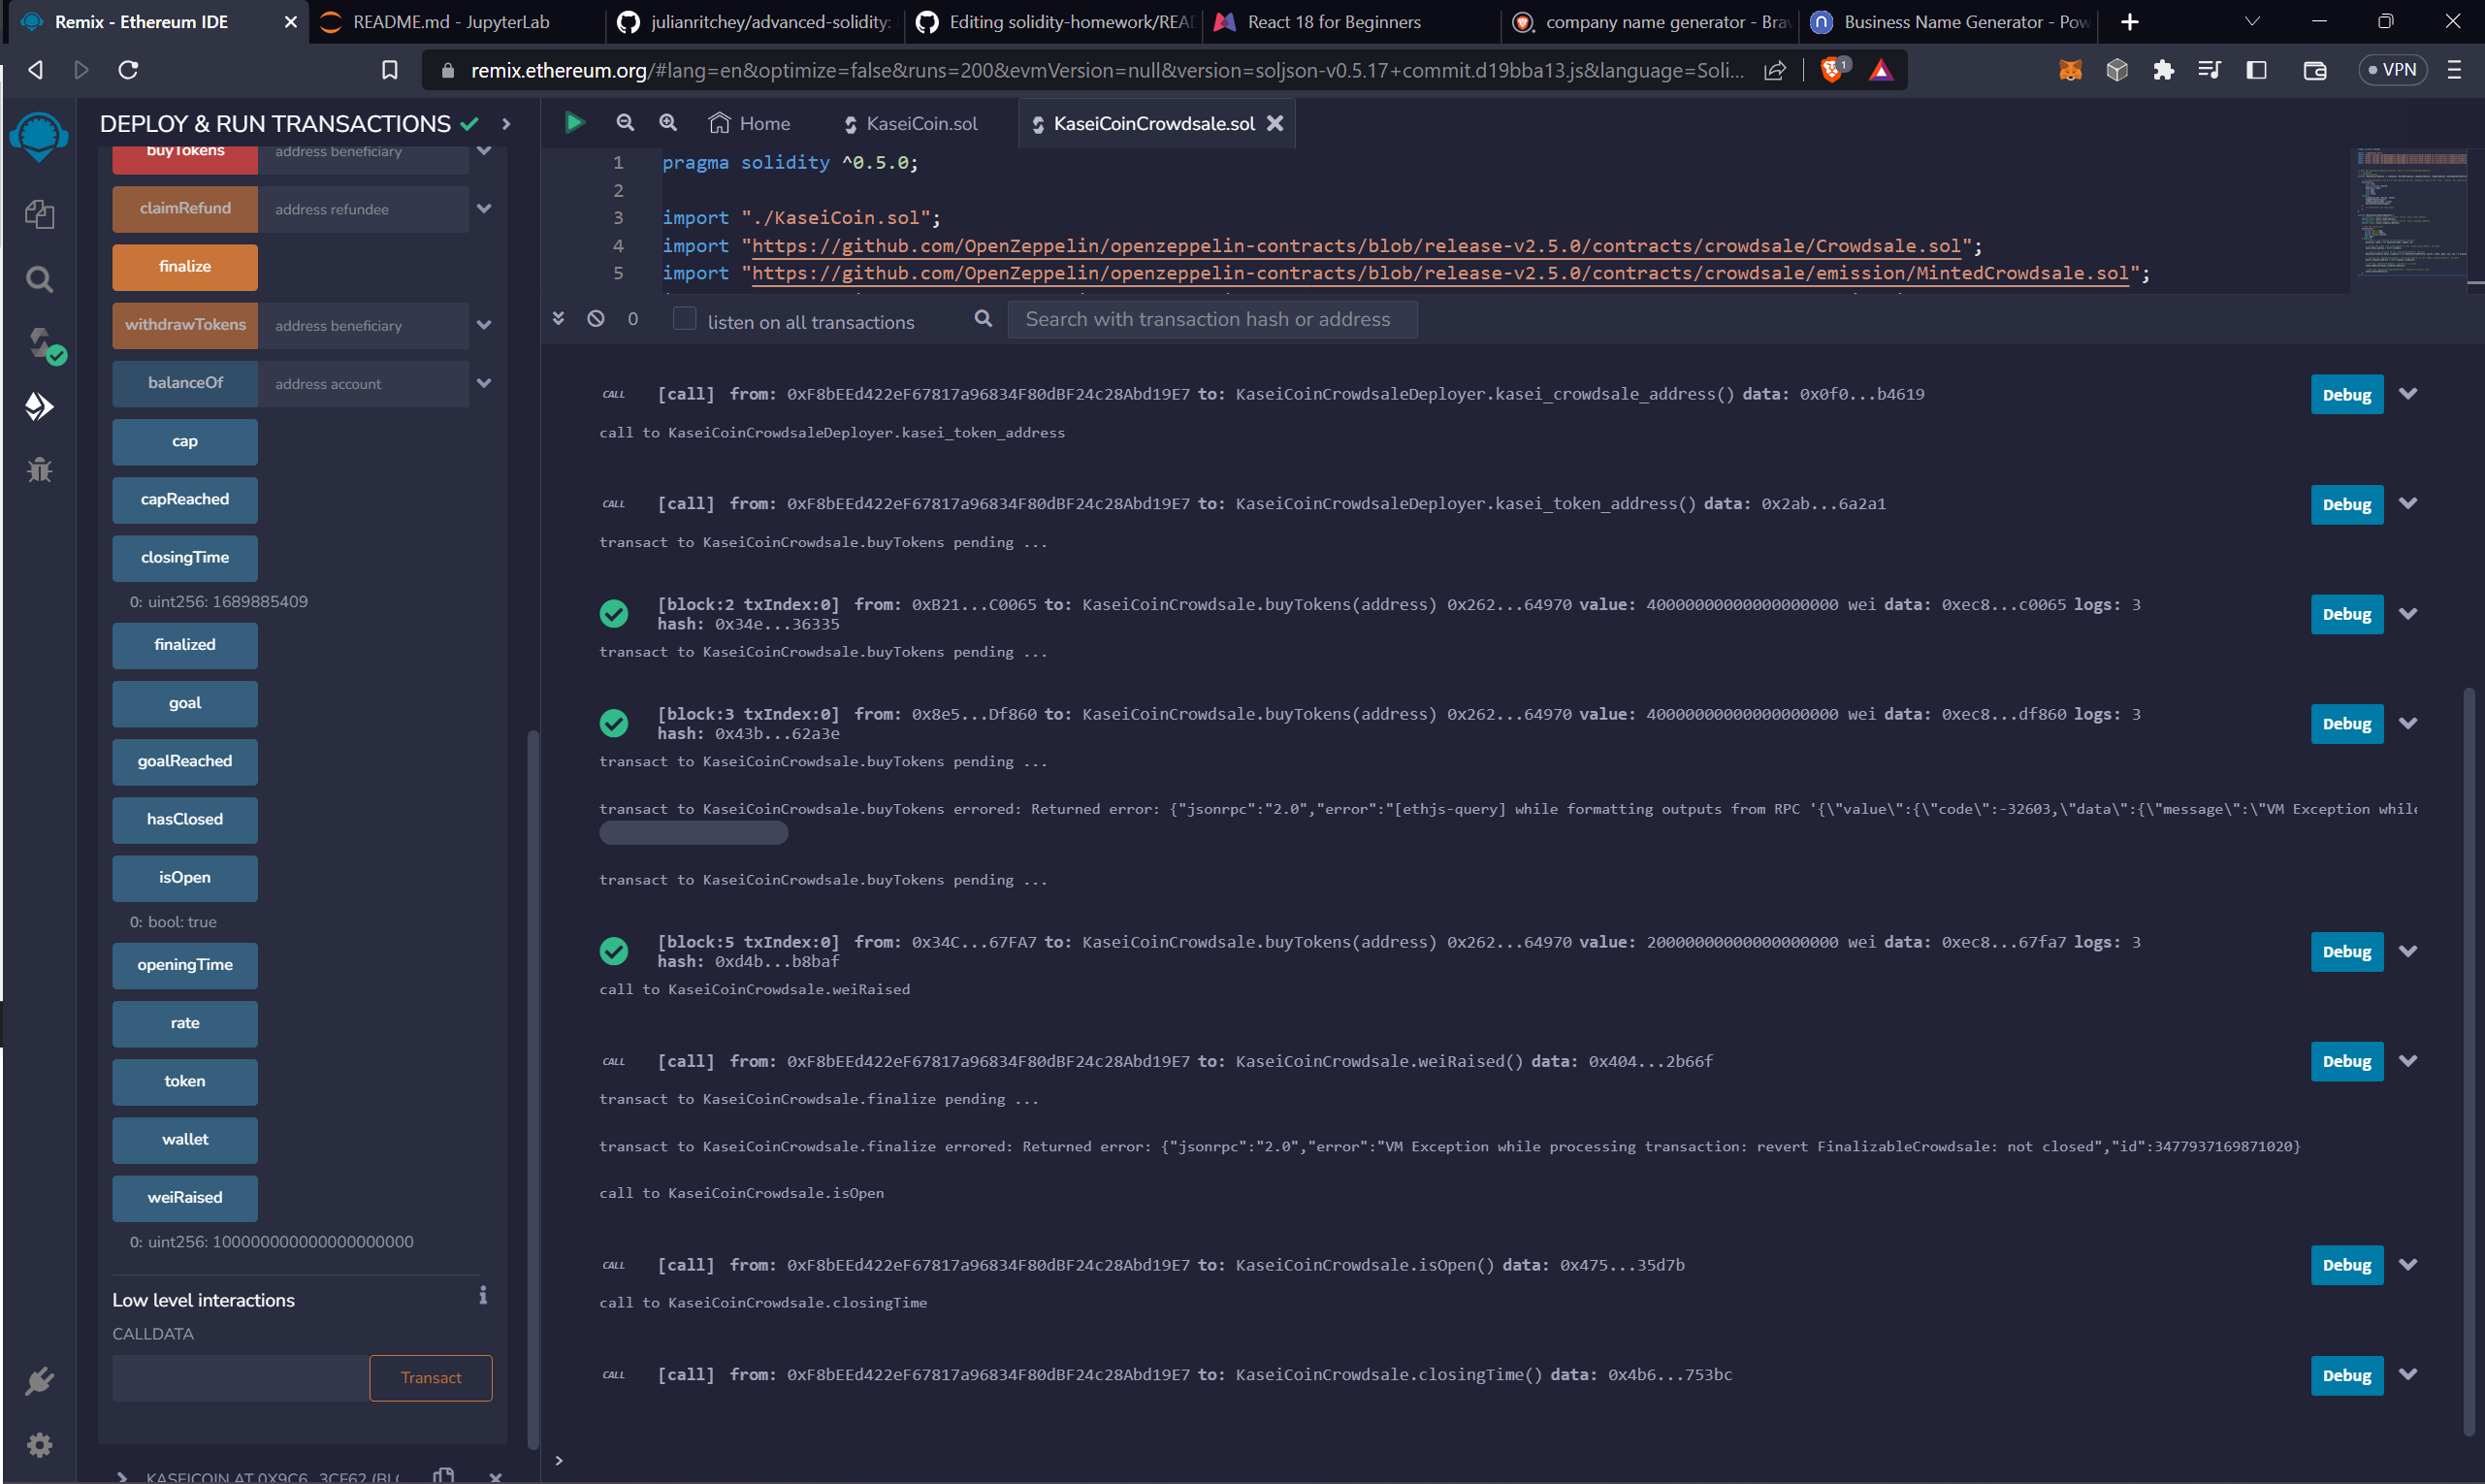 Remix - Ethereum IDE
README.md - JupyterLab
julianritchey/advanced-solidity:
Editing solidity-homework/REA
React 18 for Beginners
company name generator - Bra
Business Name Generator - Pow
remix.ethereum.org/#lang=en&optimize=false&runs=200&evmVersion=null&version=soljson-v0.5.17+commit.d19bba13.js&language=Soli...
1
VPN
DEPLOY & RUN TRANSACTIONS
Home
KaseiCoin.sol
KaseiCoinCrowdsale.sol
buyTokens address beneficiary
claimRefund address refundee
finalize
withdrawTokens address beneficiary
balanceOf address account
cap
capReached
closingTime
0: uint256: 1689885409
finalized
goal
goalReached
hasClosed
isOpen
0: bool: true
openingTime
rate
token
wallet
weiRaised
0: uint256: 100000000000000000000
Low level interactions
CALLDATA
Transact
KASEICOIN AT 0X9C6...3CF62 (BLO
1 pragma solidity ^0.5.0;
2
3 import "./KaseiCoin.sol";
4 import "https://github.com/OpenZeppelin/openzeppelin-contracts/blob/release-v2.5.0/contracts/crowdsale/Crowdsale.sol";
5 import "https://github.com/OpenZeppelin/openzeppelin-contracts/blob/release-v2.5.0/contracts/crowdsale/emission/MintedCrowdsale.sol";
0 listen on all transactions Search with transaction hash or address
CALL [call] from: 0xF8bEEd422eF67817a96834F80dBF24c28Abd19E7 to: KaseiCoinCrowdsaleDeployer.kasei_crowdsale_address() data: 0x0f0...b4619 Debug
call to KaseiCoinCrowdsaleDeployer.kasei_token_address
CALL [call] from: 0xF8bEEd422eF67817a96834F80dBF24c28Abd19E7 to: KaseiCoinCrowdsaleDeployer.kasei_token_address() data: 0x2ab...6a2a1 Debug
transact to KaseiCoinCrowdsale.buyTokens pending ...
[block:2 txIndex:0] from: 0xB21...C0065 to: KaseiCoinCrowdsale.buyTokens(address) 0x262...64970 value: 40000000000000000000 wei data: 0xec8...c0065 logs: 3 Debug
hash: 0x34e...36335
transact to KaseiCoinCrowdsale.buyTokens pending ...
[block:3 txIndex:0] from: 0x8e5...Df860 to: KaseiCoinCrowdsale.buyTokens(address) 0x262...64970 value: 40000000000000000000 wei data: 0xec8...df860 logs: 3 Debug
hash: 0x43b...62a3e
transact to KaseiCoinCrowdsale.buyTokens pending ...
transact to KaseiCoinCrowdsale.buyTokens errored: Returned error: {"jsonrpc":"2.0","error":"[ethjs-query] while formatting outputs from RPC '{\"value\":{\"code\":-32603,\"data\":{\"message\":\"VM Exception while
transact to KaseiCoinCrowdsale.buyTokens pending ...
[block:5 txIndex:0] from: 0x34C...67FA7 to: KaseiCoinCrowdsale.buyTokens(address) 0x262...64970 value: 20000000000000000000 wei data: 0xec8...67fa7 logs: 3 Debug
hash: 0xd4b...b8baf
call to KaseiCoinCrowdsale.weiRaised
CALL [call] from: 0xF8bEEd422eF67817a96834F80dBF24c28Abd19E7 to: KaseiCoinCrowdsale.weiRaised() data: 0x404...2b66f Debug
transact to KaseiCoinCrowdsale.finalize pending ...
transact to KaseiCoinCrowdsale.finalize errored: Returned error: {"jsonrpc":"2.0","error":"VM Exception while processing transaction: revert FinalizableCrowdsale: not closed","id":3477937169871020}
call to KaseiCoinCrowdsale.isOpen
CALL [call] from: 0xF8bEEd422eF67817a96834F80dBF24c28Abd19E7 to: KaseiCoinCrowdsale.isOpen() data: 0x475...35d7b Debug
call to KaseiCoinCrowdsale.closingTime
CALL [call] from: 0xF8bEEd422eF67817a96834F80dBF24c28Abd19E7 to: KaseiCoinCrowdsale.closingTime() data: 0x4b6...753bc Debug
>